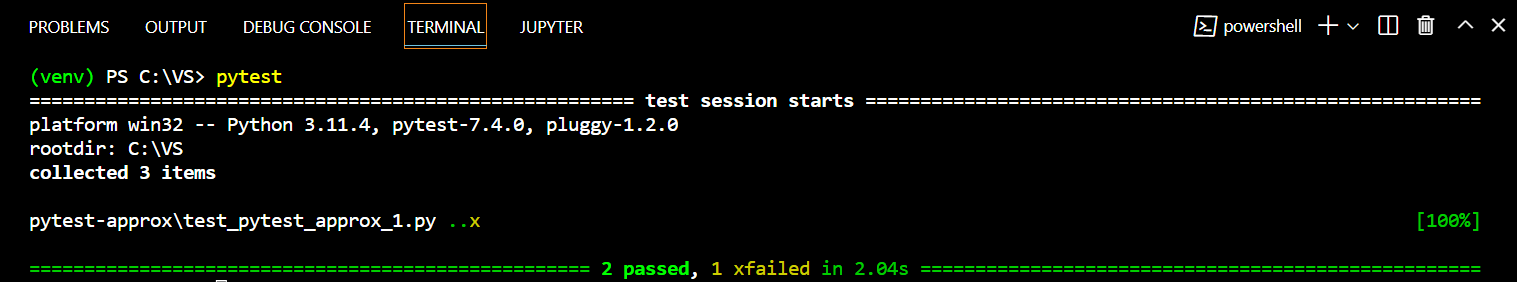 PROBLEMS OUTPUT DEBUG CONSOLE TERMINAL JUPYTER powershell
(venv) PS C:\VS> pytest
======================================================= test session starts ========================================================
platform win32 -- Python 3.11.4, pytest-7.4.0, pluggy-1.2.0
rootdir: C:\VS
collected 3 items
pytest-approx\test_pytest_approx_1.py ..x [100%]
=================================================== 2 passed, 1 xfailed in 2.04s ===================================================